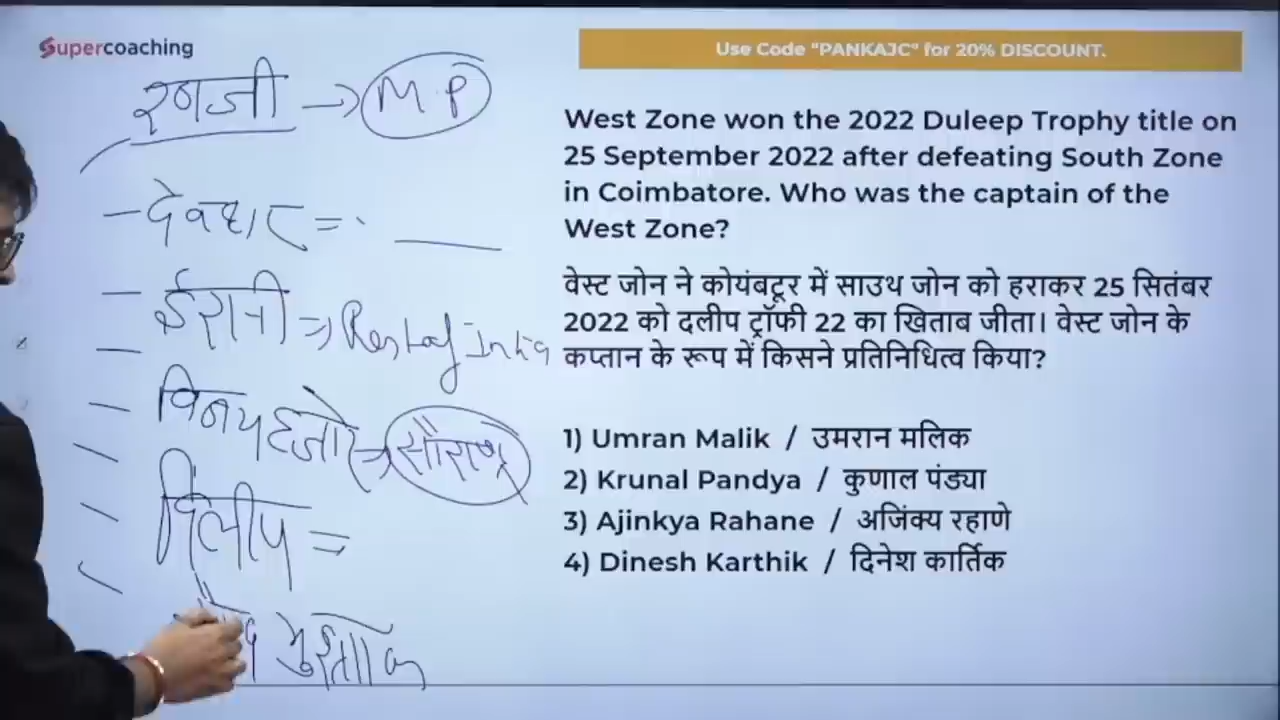 Supercoaching
Use Code "PANKAJC" for 20% DISCOUNT.
रणजी → M.P
- देवधर =
- ईरानी => Rest of India
- विजय हजारे → सौराष्ट्र
दिलीप =
मुश्ताक
West Zone won the 2022 Duleep Trophy title on
25 September 2022 after defeating South Zone
in Coimbatore. Who was the captain of the
West Zone?
वेस्ट जोन ने कोयंबटूर में साउथ जोन को हराकर 25 सितंबर
2022 को दलीप ट्रॉफी 22 का खिताब जीता। वेस्ट जोन के
कप्तान के रूप में किसने प्रतिनिधित्व किया?
1) Umran Malik / उमरान मलिक
2) Krunal Pandya / कुणाल पंड्या
3) Ajinkya Rahane / अजिंक्य रहाणे
4) Dinesh Karthik / दिनेश कार्तिक